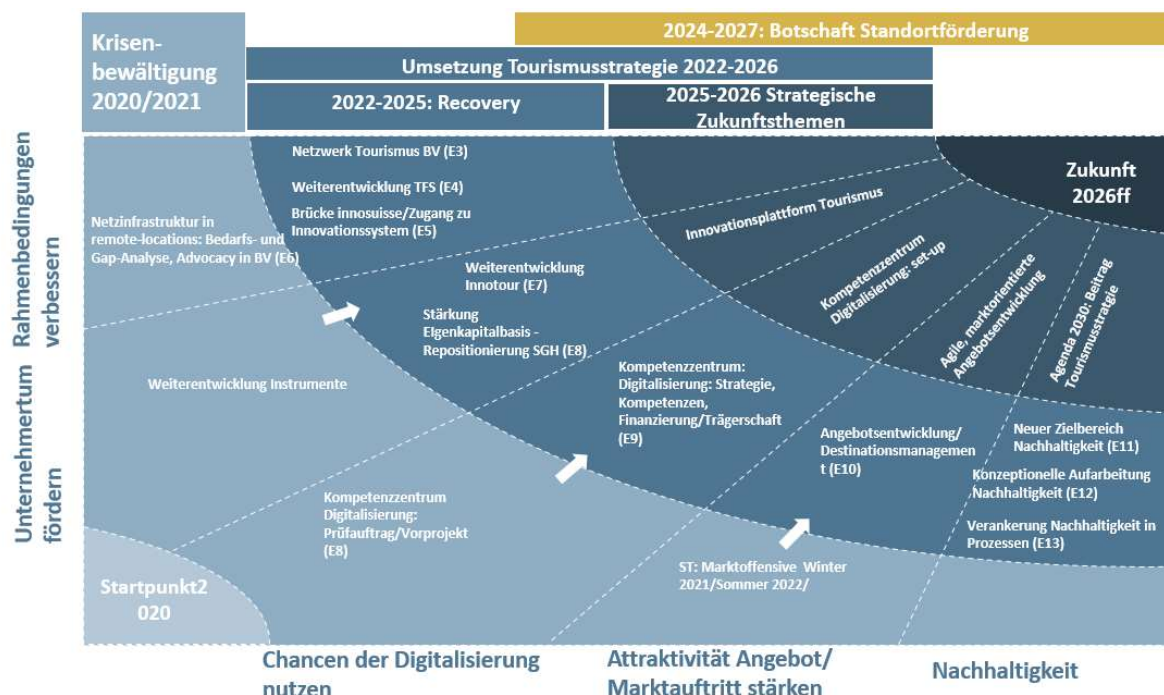 Krisen-
bewältigung
2020/2021
2024-2027: Botschaft Standortförderung
Umsetzung Tourismusstrategie 2022-2026
2022-2025: Recovery
2025-2026 Strategische
Zukunftsthemen
Rahmenbedingungen
verbessern
Unternehmertum
fördern
Netzwerk Tourismus BV (E3)
Weiterentwicklung TFS (E4)
Brücke innosuisse/Zugang zu
Innovationssystem (E5)
Netzinfrastruktur in
remote-locations: Bedarfs- und
Gap-Analyse, Advocacy in BV (E6)
Weiterentwicklung
Innotour (E7)
Stärkung
EIgenkapitalbasis -
Repositionierung SGH (E8)
Weiterentwicklung Instrumente
Innovationsplattform Tourismus
Kompetenzzentrum
Digitalisierung: set-up
Agile, marktorientierte
Angebotsentwicklung
Agenda 2030: Beitrag
Tourismusstratgie
Zukunft
2026ff
Kompetenzzentrum:
Digitalisierung: Strategie,
Kompetenzen,
Finanzierung/Trägerschaft
(E9)
Angebotsentwicklung/
Destinationsmanagemen
t (E10)
Neuer Zielbereich
Nachhaltigkeit (E11)
Konzeptionelle Aufarbeitung
Nachhaltigkeit (E12)
Verankerung Nachhaltigkeit in
Prozessen (E13)
Kompetenzzentrum
Digitalisierung:
Prüfauftrag/Vorprojekt
(E8)
ST: Marktoffensive Winter
2021/Sommer 2022/
Startpunkt2
020
Chancen der Digitalisierung
nutzen
Attraktivität Angebot/
Marktauftritt stärken
Nachhaltigkeit